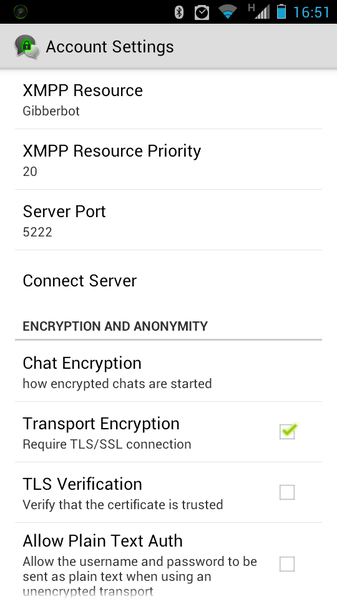 H
16:51
Account Settings
XMPP Resource
Gibberbot
XMPP Resource Priority
20
Server Port
5222
Connect Server
ENCRYPTION AND ANONYMITY
Chat Encryption
how encrypted chats are started
Transport Encryption
Require TLS/SSL connection
TLS Verification
Verify that the certificate is trusted
Allow Plain Text Auth
Allow the username and password to be
sent as plain text when using an
unencrypted transport